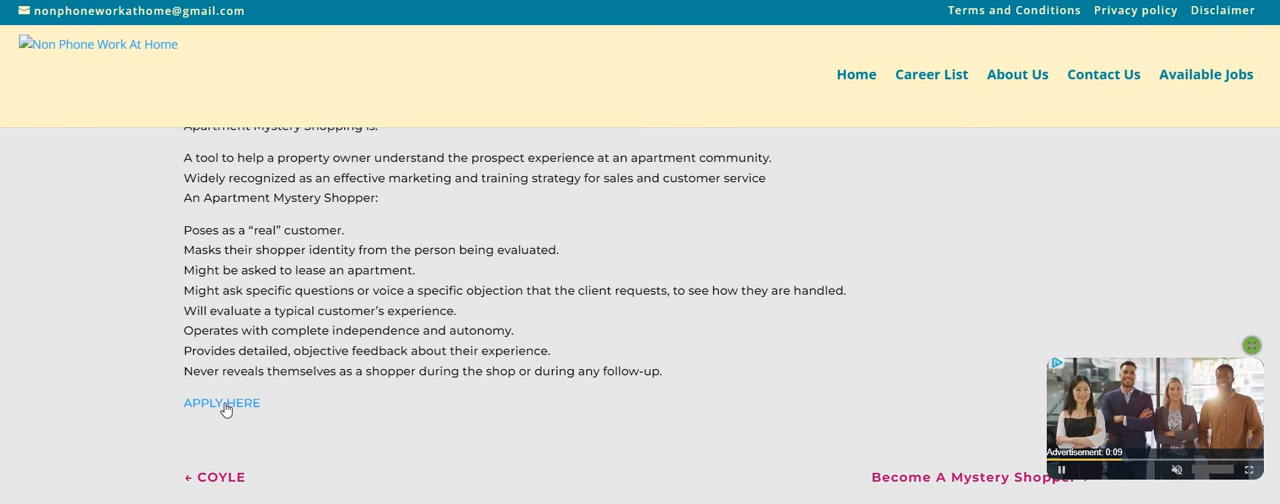 nonphoneworkathome@gmail.com
Terms and Conditions Privacy policy Disclaimer
Non Phone Work At Home
Home Career List About Us Contact Us Available Jobs
Apartment Mystery Shopping is:
A tool to help a property owner understand the prospect experience at an apartment community.
Widely recognized as an effective marketing and training strategy for sales and customer service
An Apartment Mystery Shopper:
Poses as a “real” customer.
Masks their shopper identity from the person being evaluated.
Might be asked to lease an apartment.
Might ask specific questions or voice a specific objection that the client requests, to see how they are handled.
Will evaluate a typical customer’s experience.
Operates with complete independence and autonomy.
Provides detailed, objective feedback about their experience.
Never reveals themselves as a shopper during the shop or during any follow-up.
APPLY HERE
Advertisement: 0:09
← COYLE
Become A Mystery Shopper